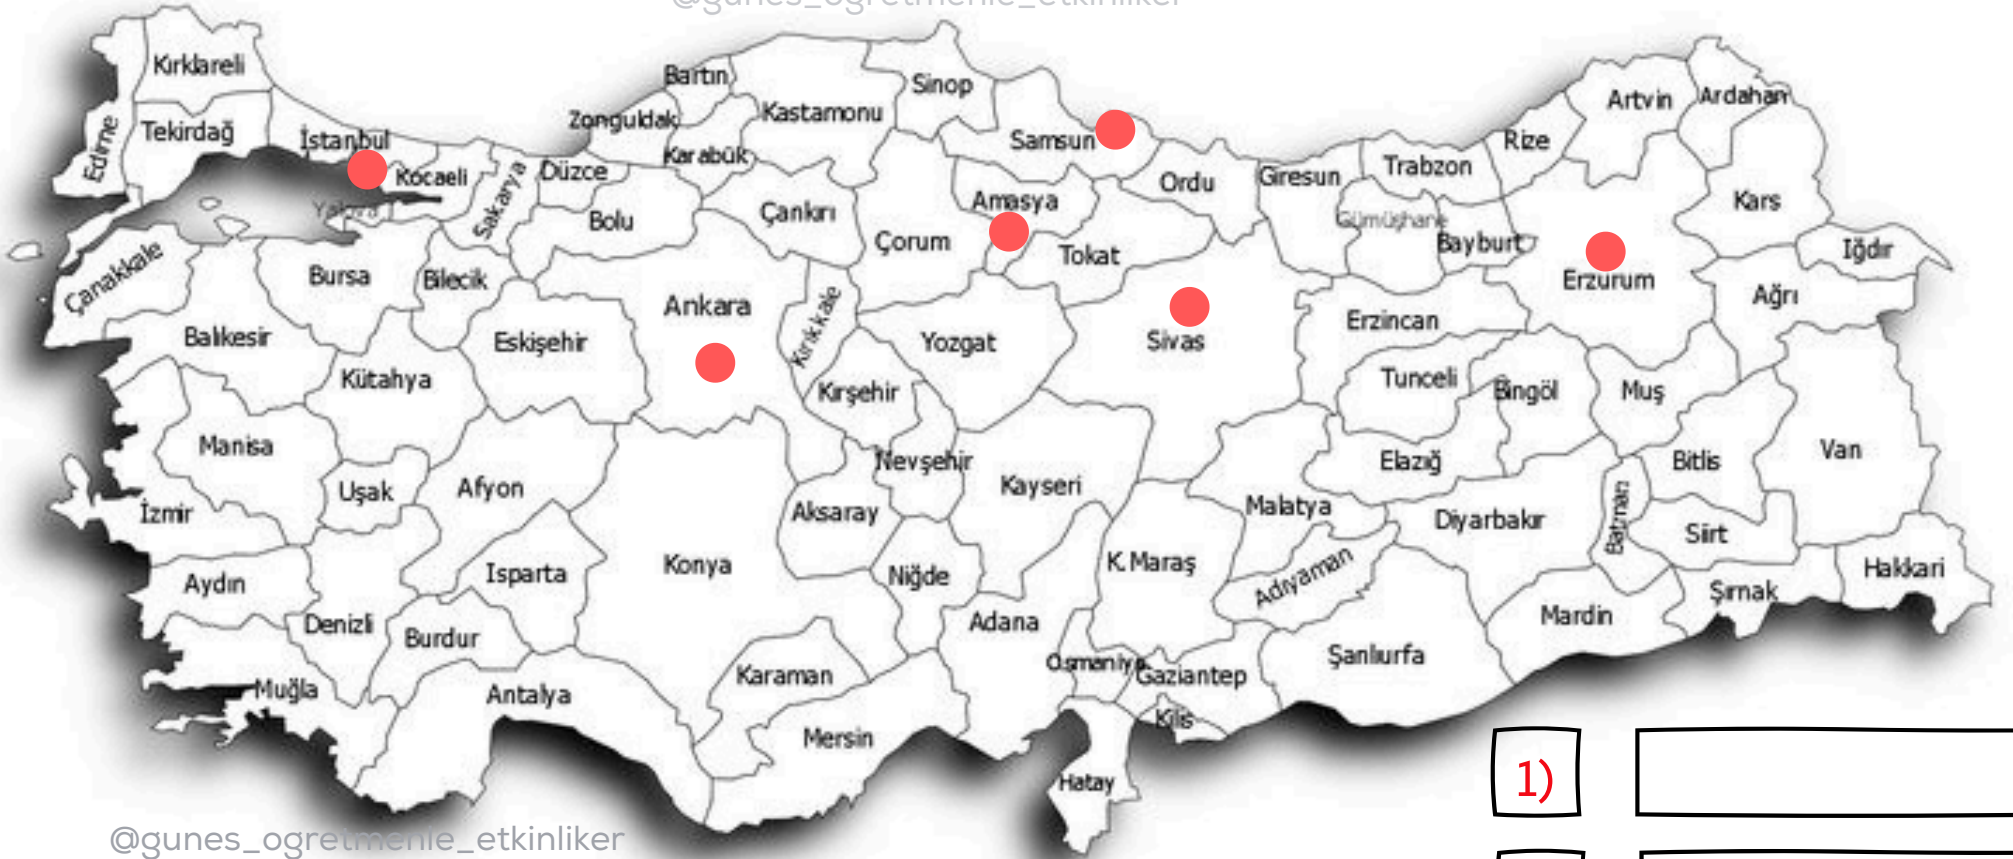 @gunes_ogretmenle_etkinliker
Kırklareli
Edirne
Tekirdağ
İstanbul
Kocaeli
Yalova
Sakarya
Düzce
Zonguldak
Bartın
Karabük
Kastamonu
Sinop
Samsun
Amasya
Ordu
Giresun
Trabzon
Rize
Artvin
Ardahan
Kars
Iğdır
Gümüşhane
Bayburt
Erzurum
Ağrı
Çanakkale
Balıkesir
Bursa
Bilecik
Bolu
Çankırı
Çorum
Tokat
Ankara
Kırıkkale
Eskişehir
Kütahya
Yozgat
Sivas
Erzincan
Tunceli
Bingöl
Muş
Kırşehir
Manisa
Uşak
Afyon
Nevşehir
Kayseri
Elazığ
Bitlis
Van
İzmir
Aksaray
Malatya
Diyarbakır
Batman
Siirt
Aydın
Isparta
Konya
Niğde
K. Maraş
Adıyaman
Hakkari
Şırnak
Denizli
Burdur
Adana
Mardin
Muğla
Antalya
Karaman
Osmaniye
Gaziantep
Şanlıurfa
Mersin
Kilis
Hatay
1)
@gunes_ogretmenle_etkinliker